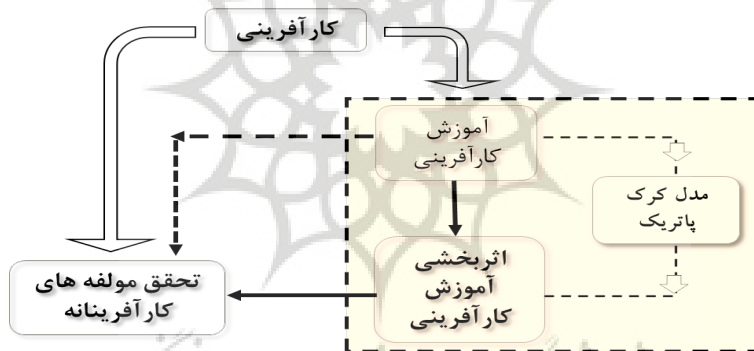 کارآفرینی
آموزش
کارآفرینی
مدل کرک
پاتریک
اثربخشی
آموزش
کارآفرینی
تحقق مولفه های
کارآفرینانه